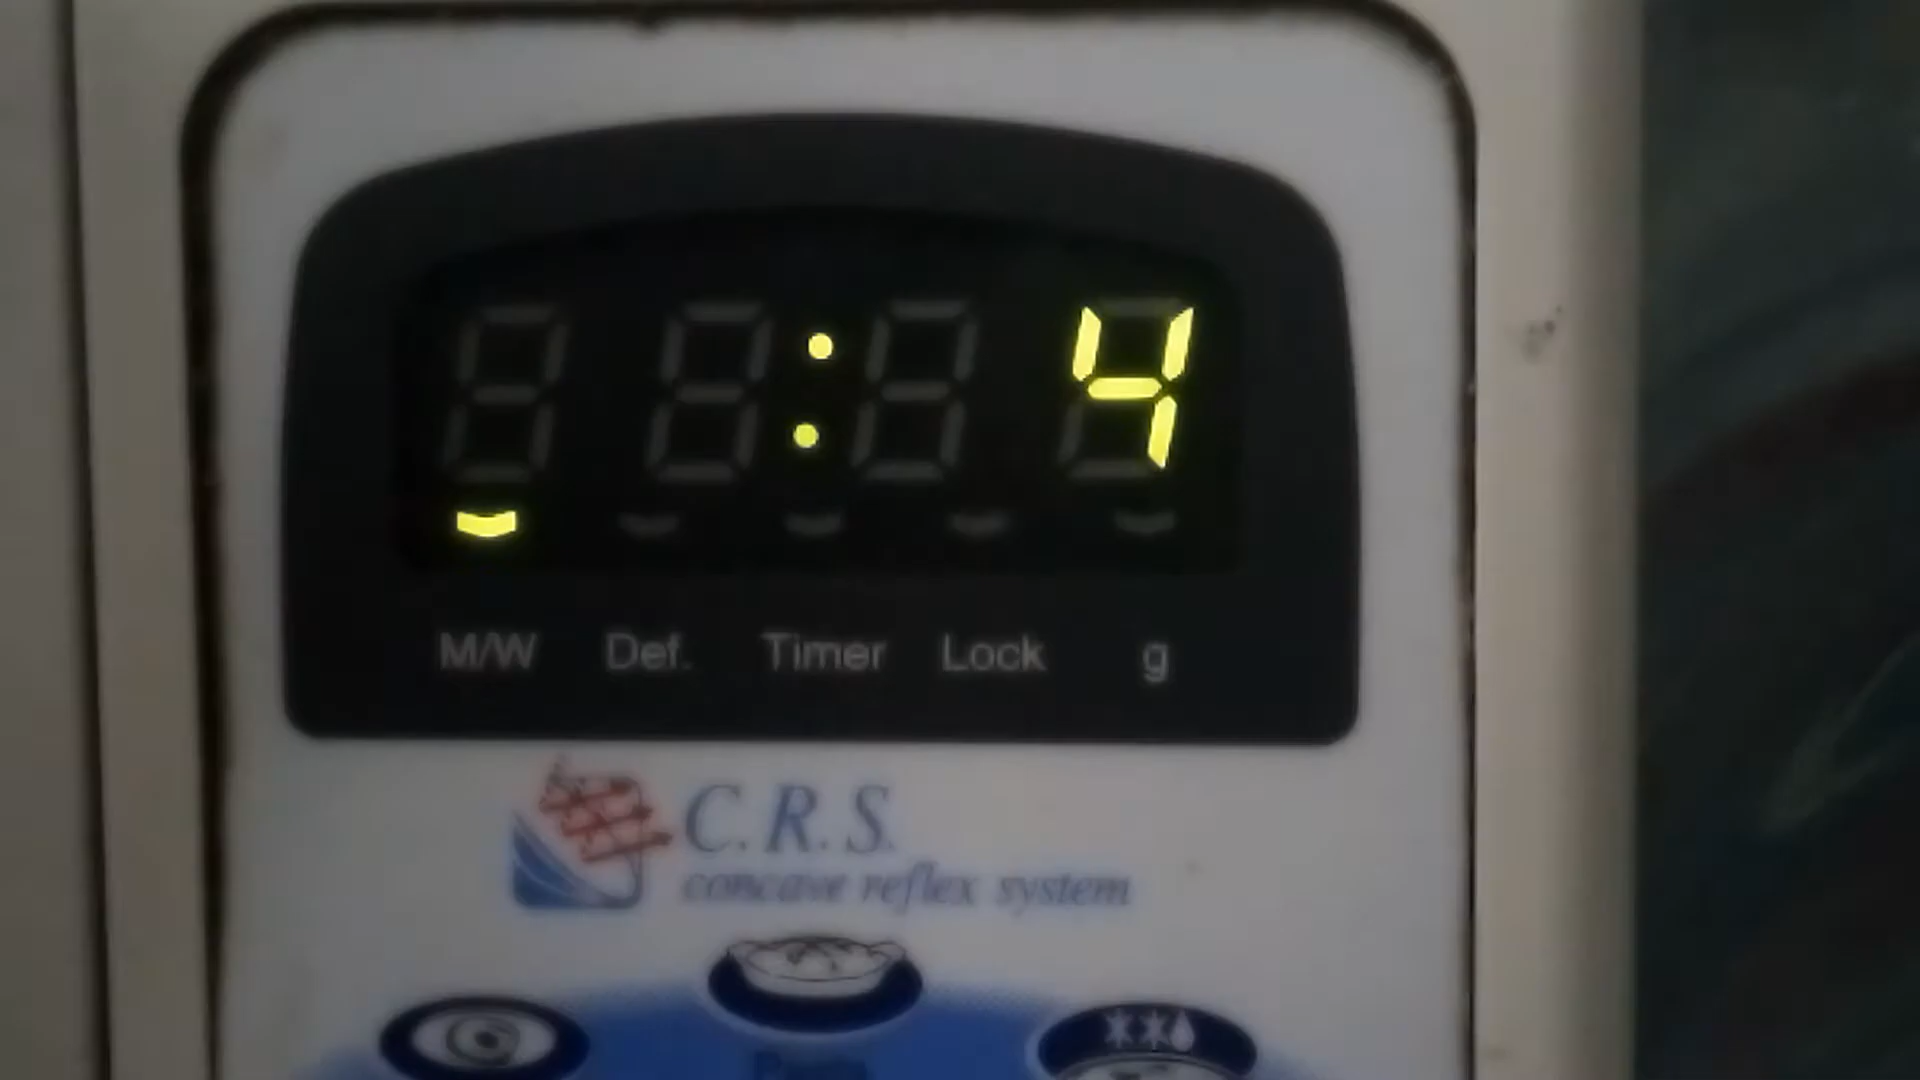 : 4
M/W Def. Timer Lock g
C.R.S.
concave reflex system